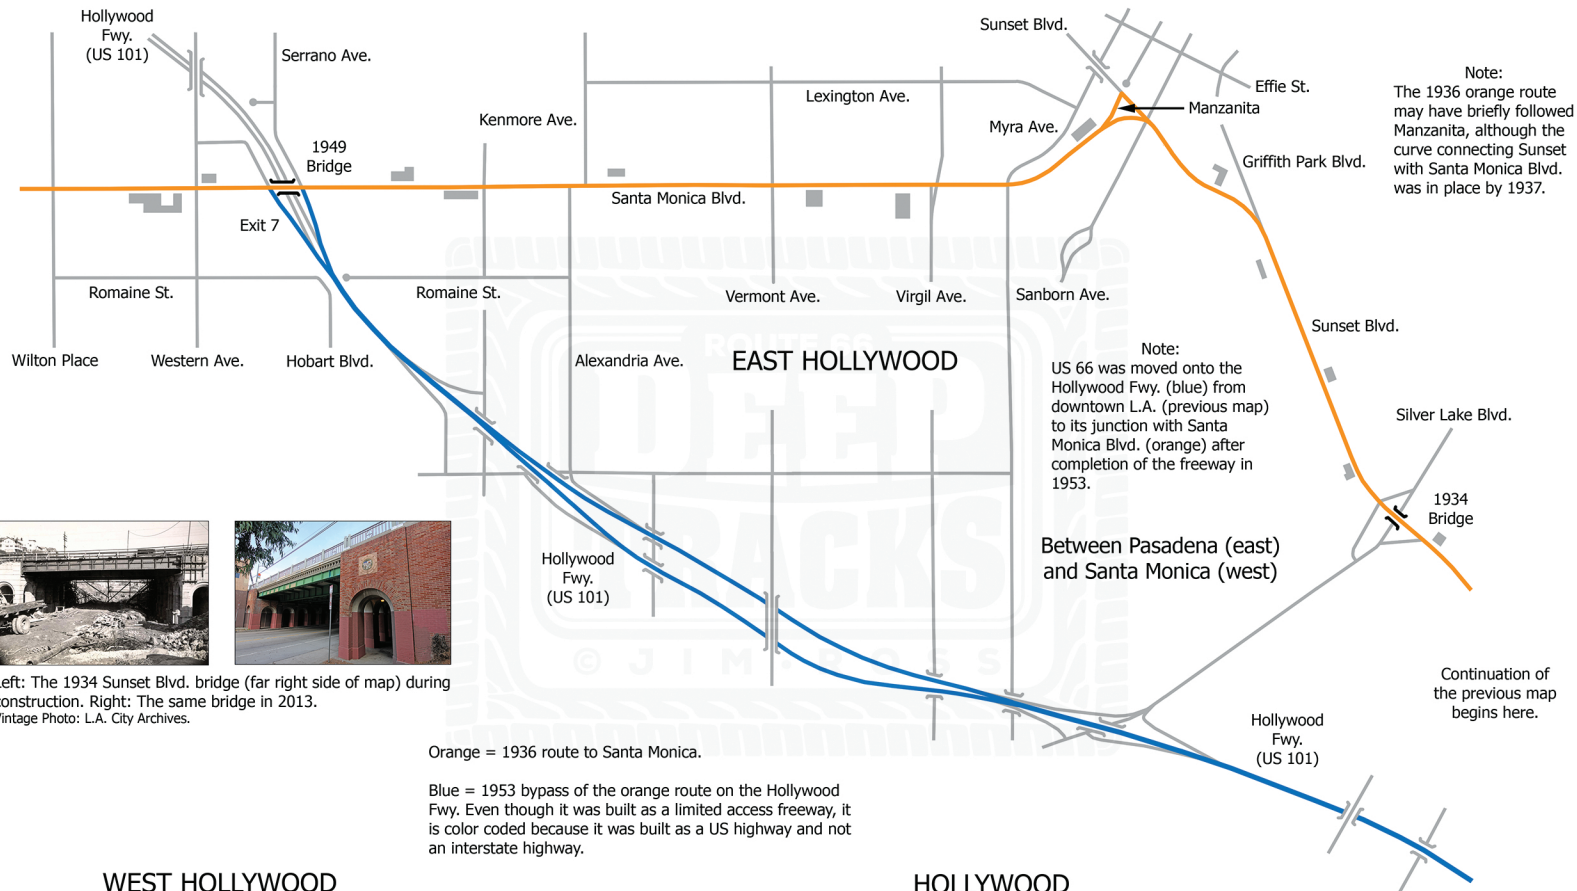 Hollywood
Fwy.
(US 101)
Serrano Ave.
Sunset Blvd.
Effie St.
Manzanita
Note:
The 1936 orange route
may have briefly followed
Manzanita, although the
curve connecting Sunset
with Santa Monica Blvd.
was in place by 1937.
Lexington Ave.
Kenmore Ave.
Myra Ave.
1949
Bridge
Griffith Park Blvd.
Santa Monica Blvd.
Exit 7
Romaine St.
Romaine St.
Vermont Ave.
Virgil Ave.
Sanborn Ave.
Sunset Blvd.
ROUTE 66
DEEP
TRACKS
© JIM ROSS
Wilton Place
Western Ave.
Hobart Blvd.
Alexandria Ave.
EAST HOLLYWOOD
Note:
US 66 was moved onto the
Hollywood Fwy. (blue) from
downtown L.A. (previous map)
to its junction with Santa
Monica Blvd. (orange) after
completion of the freeway in
1953.
Silver Lake Blvd.
1934
Bridge
Between Pasadena (east)
and Santa Monica (west)
Hollywood
Fwy.
(US 101)
Left: The 1934 Sunset Blvd. bridge (far right side of map) during
construction. Right: The same bridge in 2013.
Vintage Photo: L.A. City Archives.
Continuation of
the previous map
begins here.
Hollywood
Fwy.
(US 101)
Orange = 1936 route to Santa Monica.
Blue = 1953 bypass of the orange route on the Hollywood
Fwy. Even though it was built as a limited access freeway, it
is color coded because it was built as a US highway and not
an interstate highway.
WEST HOLLYWOOD
HOLLYWOOD